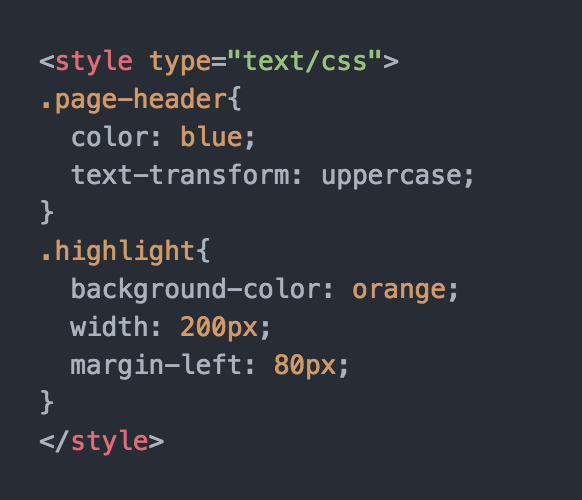 <style type="text/css">
.page-header{
  color: blue;
  text-transform: uppercase;
}
.highlight{
  background-color: orange;
  width: 200px;
  margin-left: 80px;
}
</style>